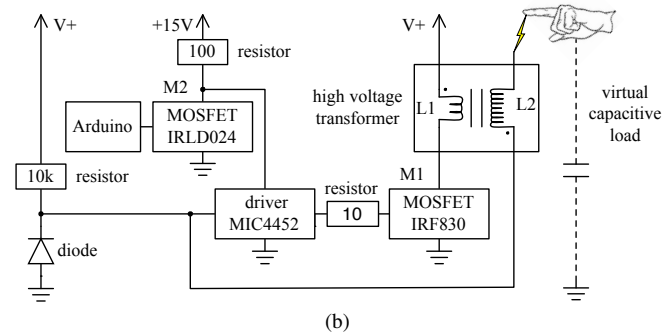 V+
+15V
V+
100
resistor
M2
Arduino
MOSFET
IRLD024
high voltage
transformer
L1
L2
virtual
capacitive
load
10k
resistor
M1
resistor
driver
MIC4452
10
MOSFET
IRF830
diode
(b)